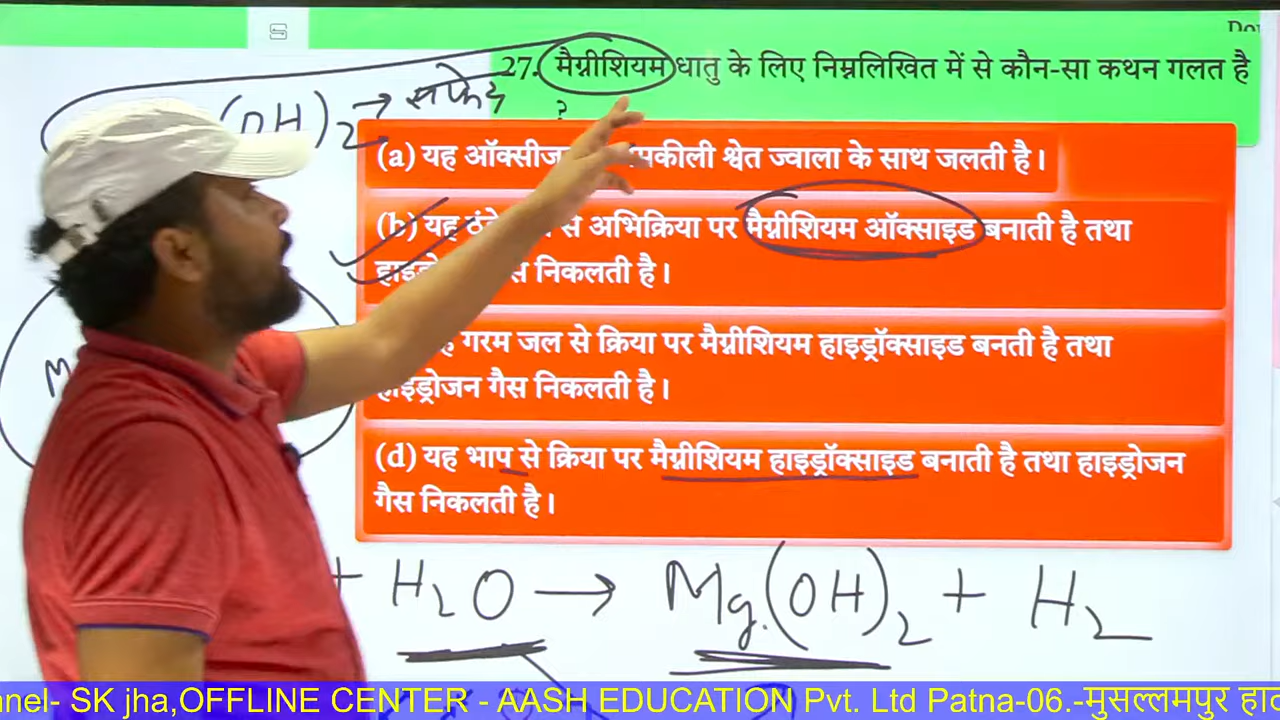 27. मैग्नीशियम धातु के लिए निम्नलिखित में से कौन-सा कथन गलत है
?
(OH)2 → सफेद
(a) यह चमकीली श्वेत ज्वाला के साथ जलती है।
(b) यह ठंडे से अभिक्रिया पर मैग्नीशियम ऑक्साइड बनाती है तथा
निकलती है।
गरम जल से क्रिया पर मैग्नीशियम हाइड्रॉक्साइड बनती है तथा
हाइड्रोजन गैस निकलती है।
(d) यह भाप से क्रिया पर मैग्नीशियम हाइड्रॉक्साइड बनाती है तथा हाइड्रोजन
गैस निकलती है।
+ H2O → Mg.(OH)2 + H2
nnel- SK jha,OFFLINE CENTER - AASH EDUCATION Pvt. Ltd Patna-06.-मुसल्लमपुर हाट